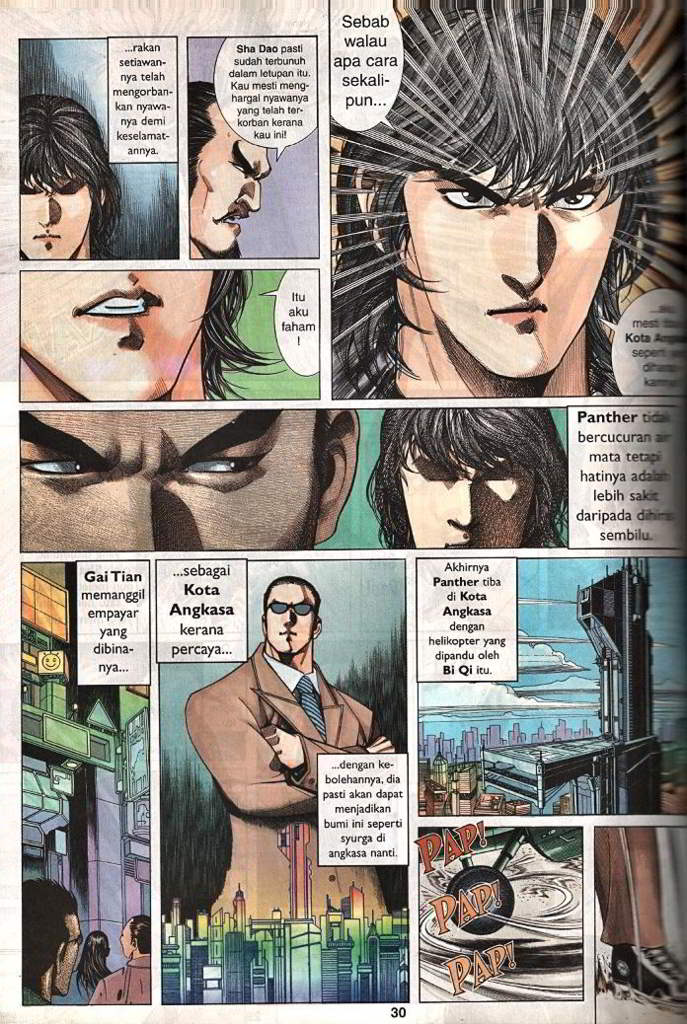 ...rakan
setiawan-
nya telah
mengorban-
kan nyawa-
nya demi
keselamat-
annya.
Sha Dao pasti
sudah terbunuh
dalam letupan itu.
Kau mesti meng-
hargai nyawanya
yang telah ter-
korban kerana
kau ini!
Sebab
walau
apa cara
sekali-
pun...
mesti
Kota
seperti
Itu
aku
faham
!
Panther
bercucuran air
mata tetapi
hatinya adalah
lebih sakit
daripada
sembilu.
Gai Tian
memanggil
empayar
yang
dibina-
nya...
...sebagai
Kota
Angkasa
kerana
percaya...
...dengan ke-
bolehannya, dia
pasti akan dapat
menjadikan
bumi ini seperti
syurga di
angkasa nanti.
Akhirnya
Panther tiba
di Kota
Angkasa
dengan
helikopter yang
dipandu oleh
Bi Qi itu.
PAP!
PAP!
PAP!
30